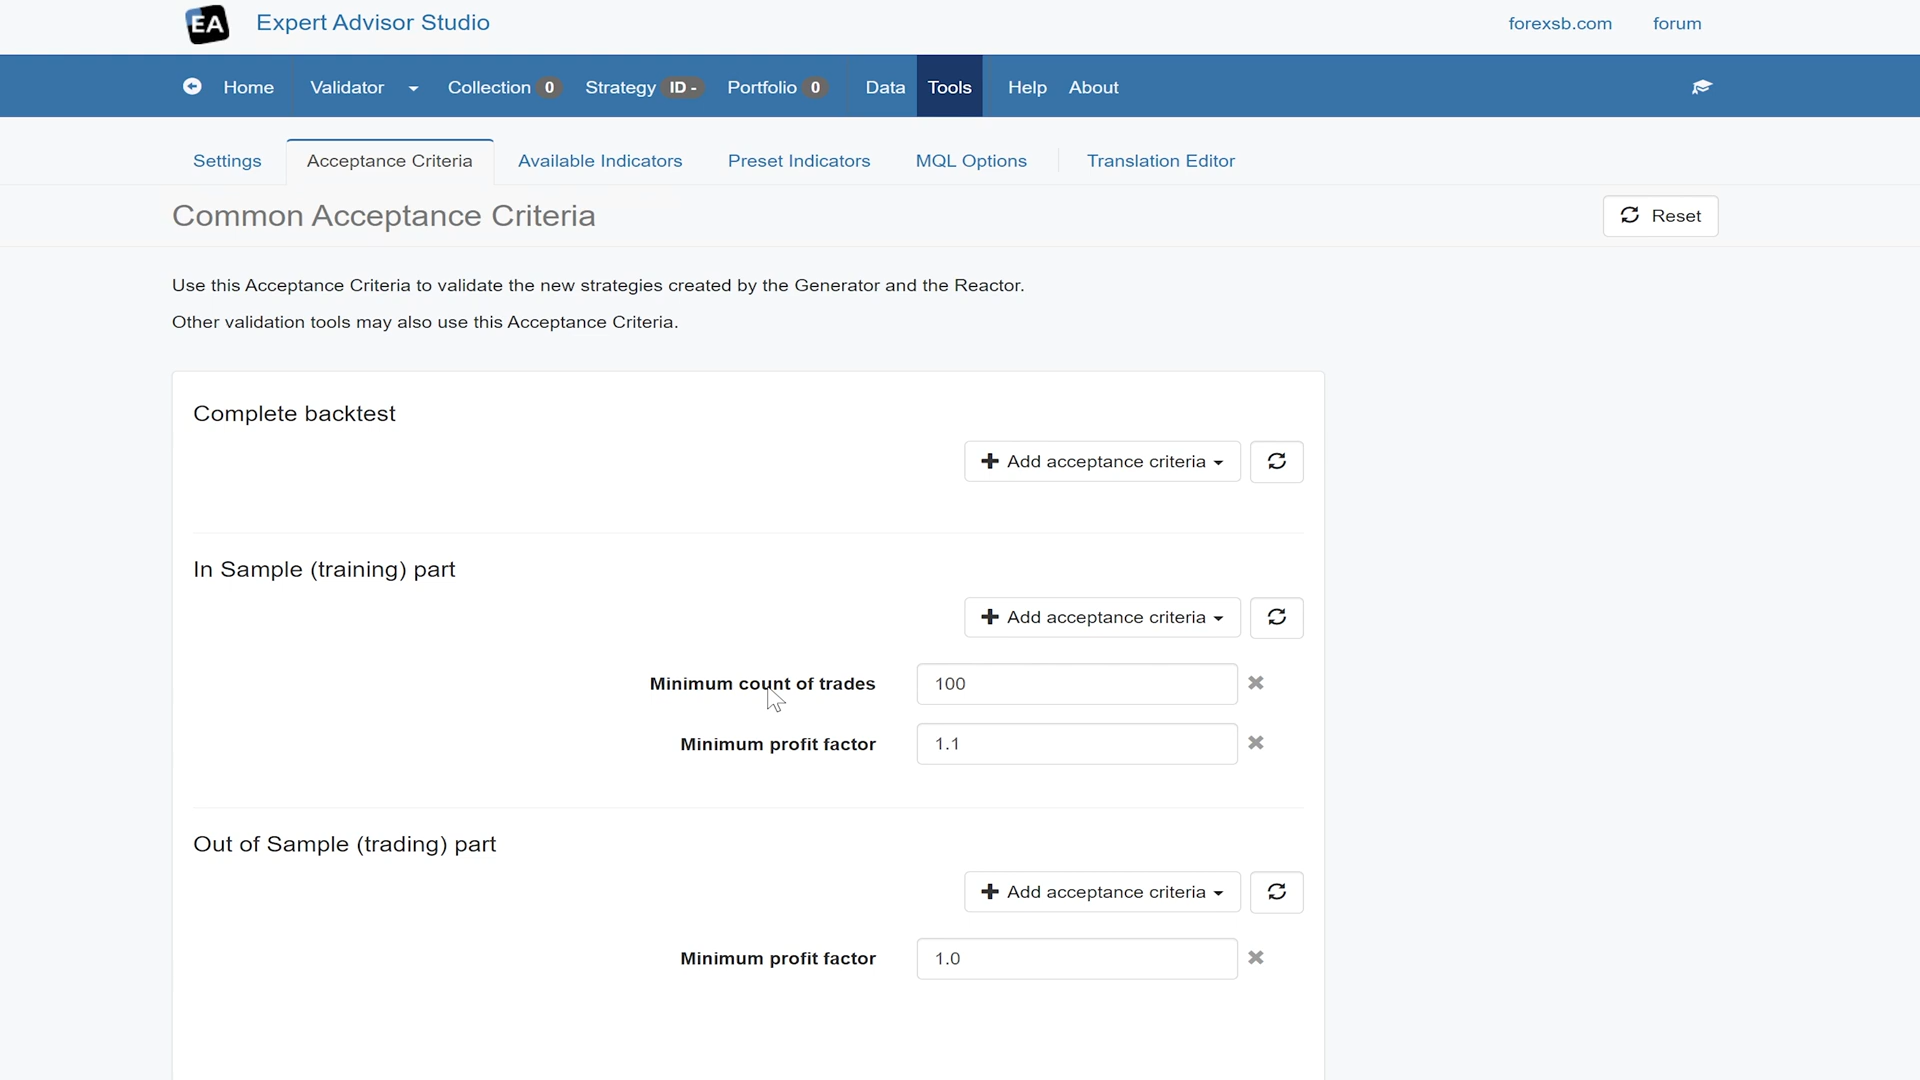 EA Expert Advisor Studio forexsb.com forum
Home Validator Collection 0 Strategy ID - Portfolio 0 Data Tools Help About
Settings Acceptance Criteria Available Indicators Preset Indicators MQL Options Translation Editor
Common Acceptance Criteria Reset
Use this Acceptance Criteria to validate the new strategies created by the Generator and the Reactor.
Other validation tools may also use this Acceptance Criteria.
Complete backtest
Add acceptance criteria
In Sample (training) part
Add acceptance criteria
Minimum count of trades 100
Minimum profit factor 1.1
Out of Sample (trading) part
Add acceptance criteria
Minimum profit factor 1.0